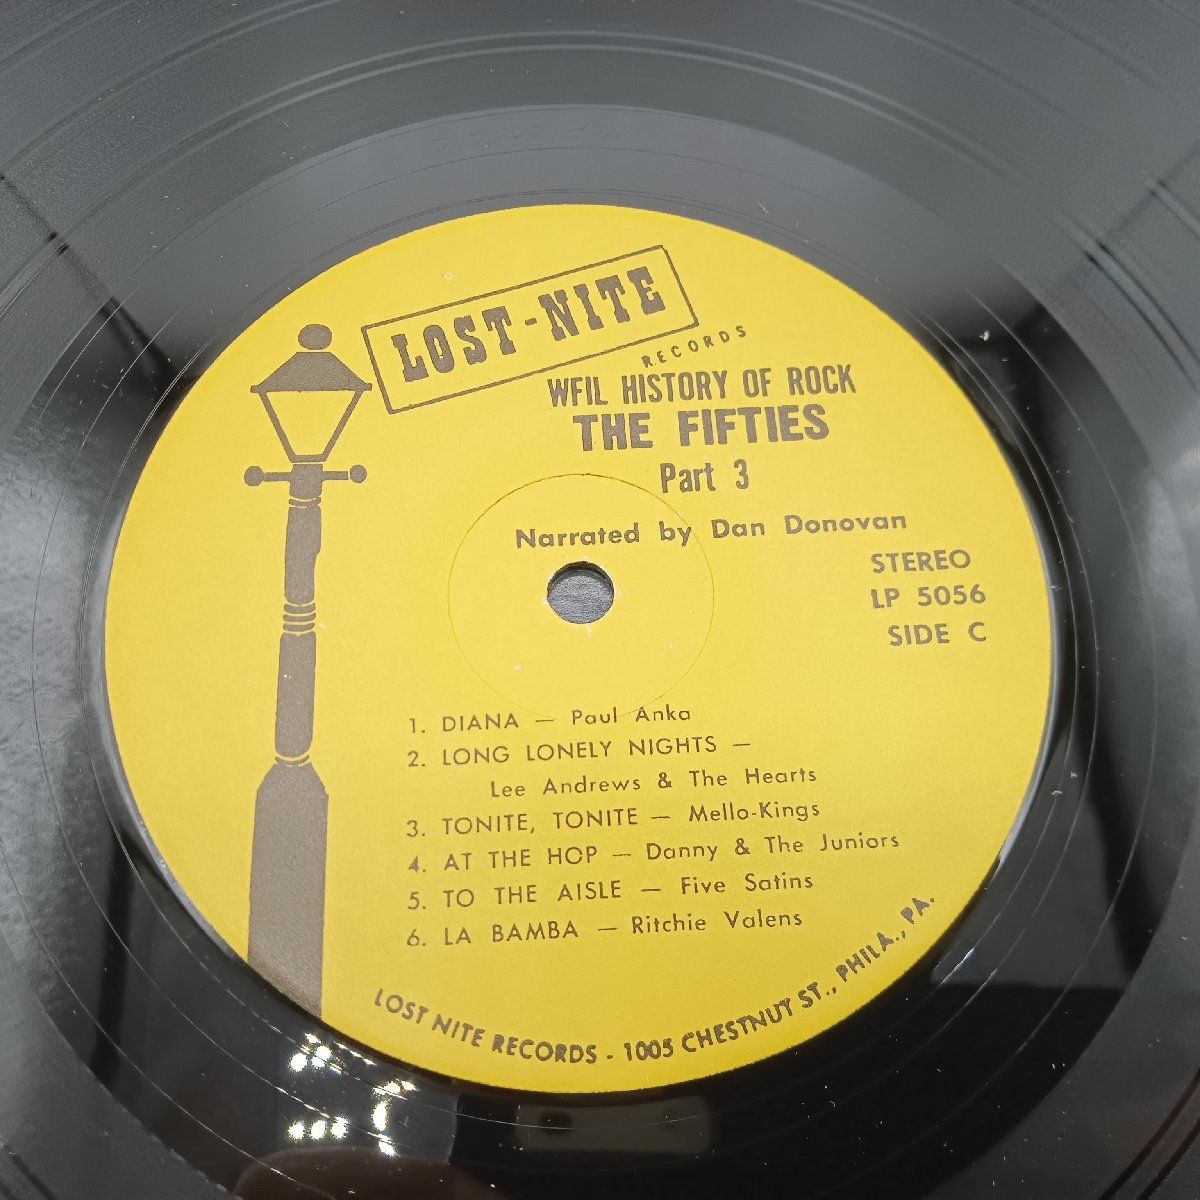 LOST-NITE
RECORDS
WFIL HISTORY OF ROCK
THE FIFTIES
Part 3
Narrated by Dan Donovan
STEREO
LP 5056
SIDE C
1. DIANA — Paul Anka
2. LONG LONELY NIGHTS —
Lee Andrews & The Hearts
3. TONITE, TONITE — Mello-Kings
4. AT THE HOP — Danny & The Juniors
5. TO THE AISLE — Five Satins
6. LA BAMBA — Ritchie Valens
LOST NITE RECORDS - 1005 CHESTNUT ST., PHILA., PA.